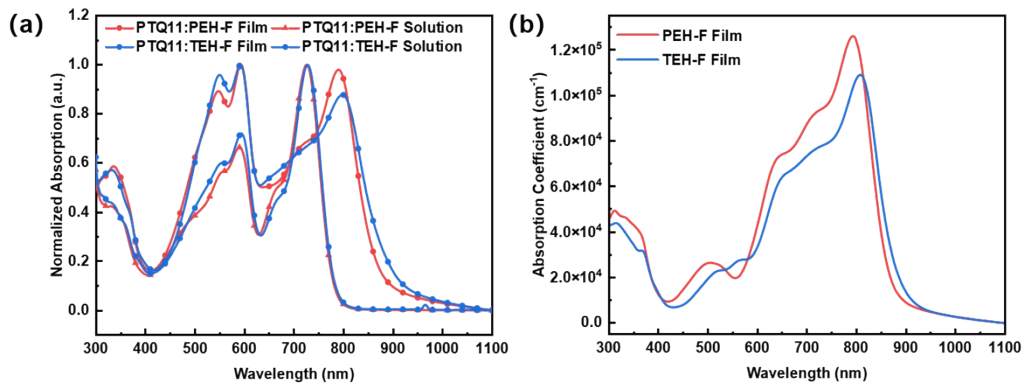 (a)
PTQ11:PEH-F Film
PTQ11:PEH-F Solution
PTQ11:TEH-F Film
PTQ11:TEH-F Solution
Normalized Absorption (a.u.)
1.2
1.0
0.8
0.6
0.4
0.2
0.0
300 400 500 600 700 800 900 1000 1100
Wavelength (nm)
(b)
PEH-F Film
TEH-F Film
Absorption Coefficient (cm⁻¹)
1.2×10⁵
1.0×10⁵
8.0×10⁴
6.0×10⁴
4.0×10⁴
2.0×10⁴
0.0
300 400 500 600 700 800 900 1000 1100
Wavelength (nm)